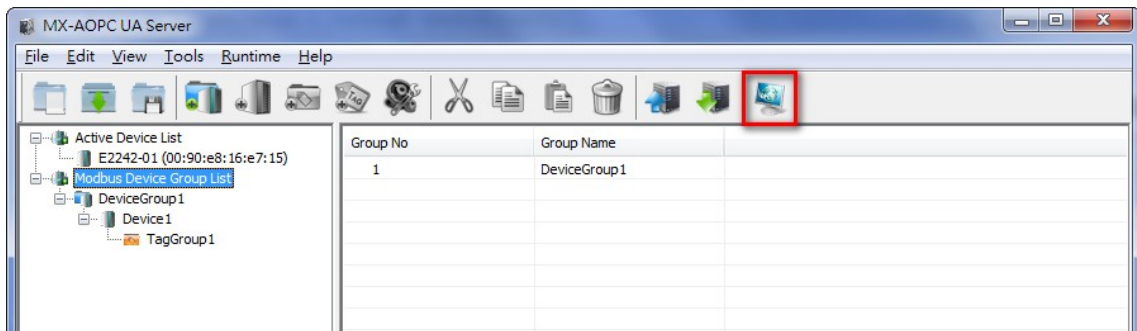 MX-AOPC UA Server
File Edit View Tools Runtime Help
TAG
Active Device List
E2242-01 (00:90:e8:16:e7:15)
Modbus Device Group List
DeviceGroup1
Device1
TagGroup1
Group No Group Name
1 DeviceGroup1